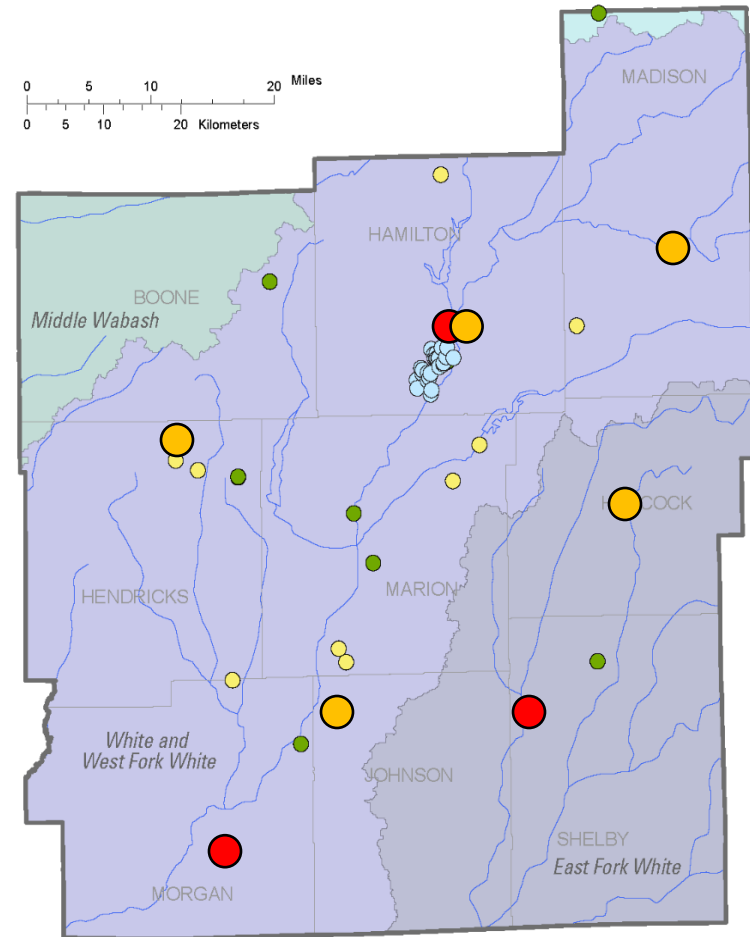 0 5 10 20 Miles
0 5 10 20 Kilometers
MADISON
HAMILTON
BOONE
Middle Wabash
HANCOCK
HENDRICKS
MARION
White and
West Fork White
JOHNSON
SHELBY
East Fork White
MORGAN